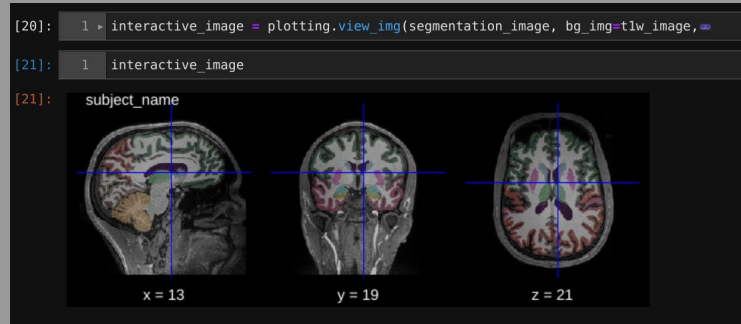 [20]: 1 interactive_image = plotting.view_img(segmentation_image, bg_img=t1w_image,
[21]: 1 interactive_image
[21]:
subject_name
x = 13 y = 19 z = 21